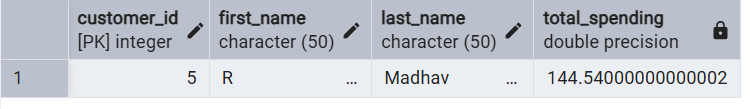 customer_id first_name last_name total_spending
[PK] integer character (50) character (50) double precision
1 5 R ... Madhav ... 144.54000000000002